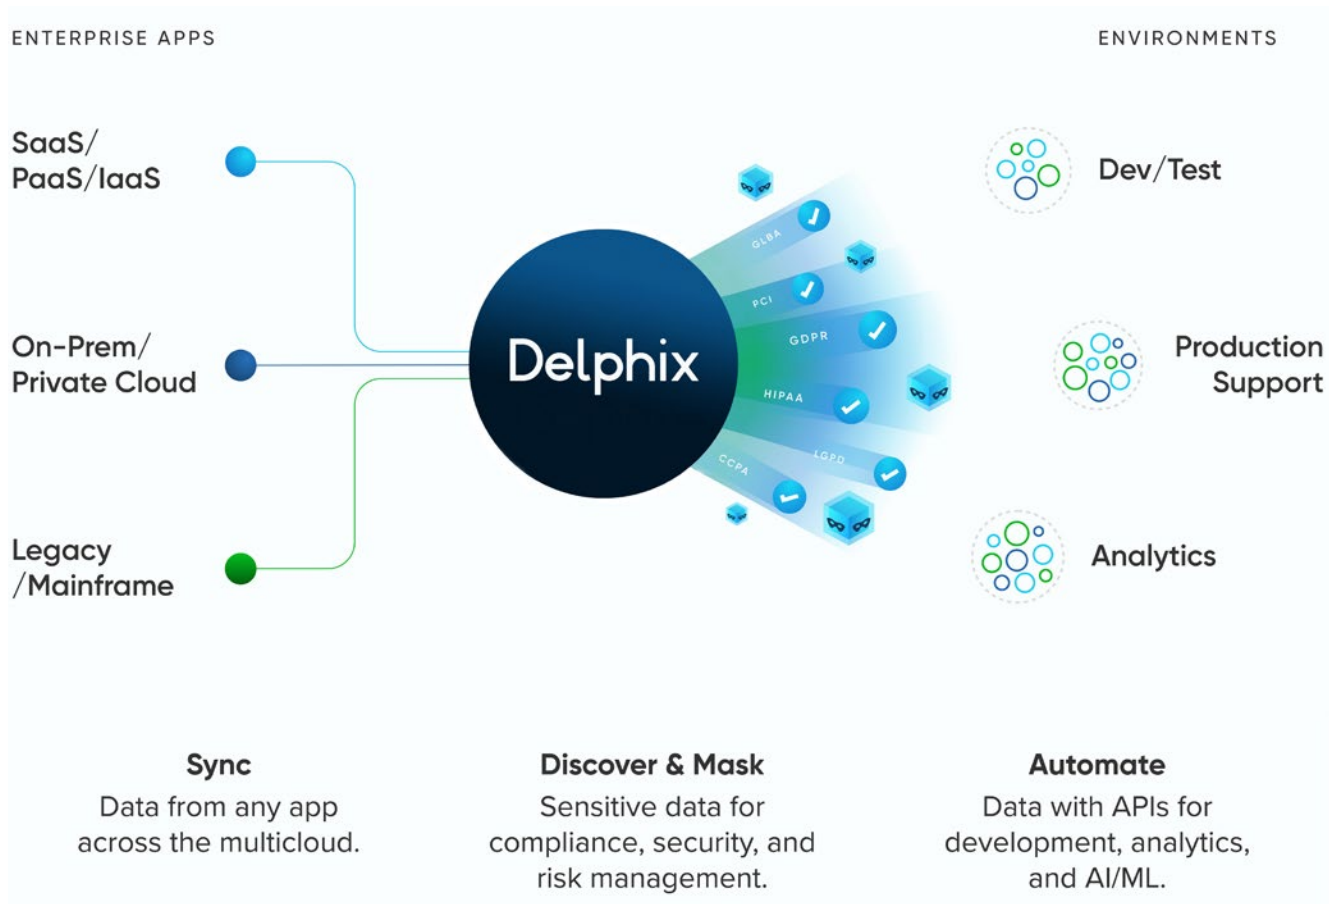 ENTERPRISE APPS
ENVIRONMENTS
SaaS/
PaaS/IaaS
On-Prem/
Private Cloud
Legacy
/Mainframe
Delphix
GLBA
PCI
GDPR
HIPAA
LGPD
CCPA
Dev/Test
Production
Support
Analytics
Sync
Data from any app
across the multicloud.
Discover & Mask
Sensitive data for
compliance, security, and
risk management.
Automate
Data with APIs for
development, analytics,
and AI/ML.